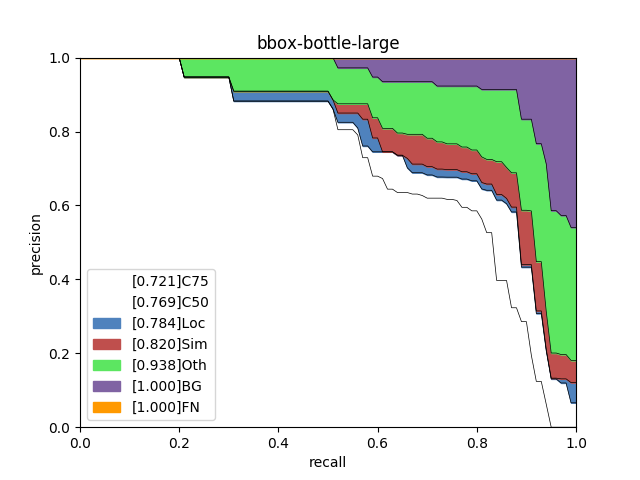 bbox-bottle-large
precision
1.0
0.8
0.6
0.4
0.2
0.0
[0.721]C75
[0.769]C50
[0.784]Loc
[0.820]Sim
[0.938]Oth
[1.000]BG
[1.000]FN
0.0 0.2 0.4 0.6 0.8 1.0
recall